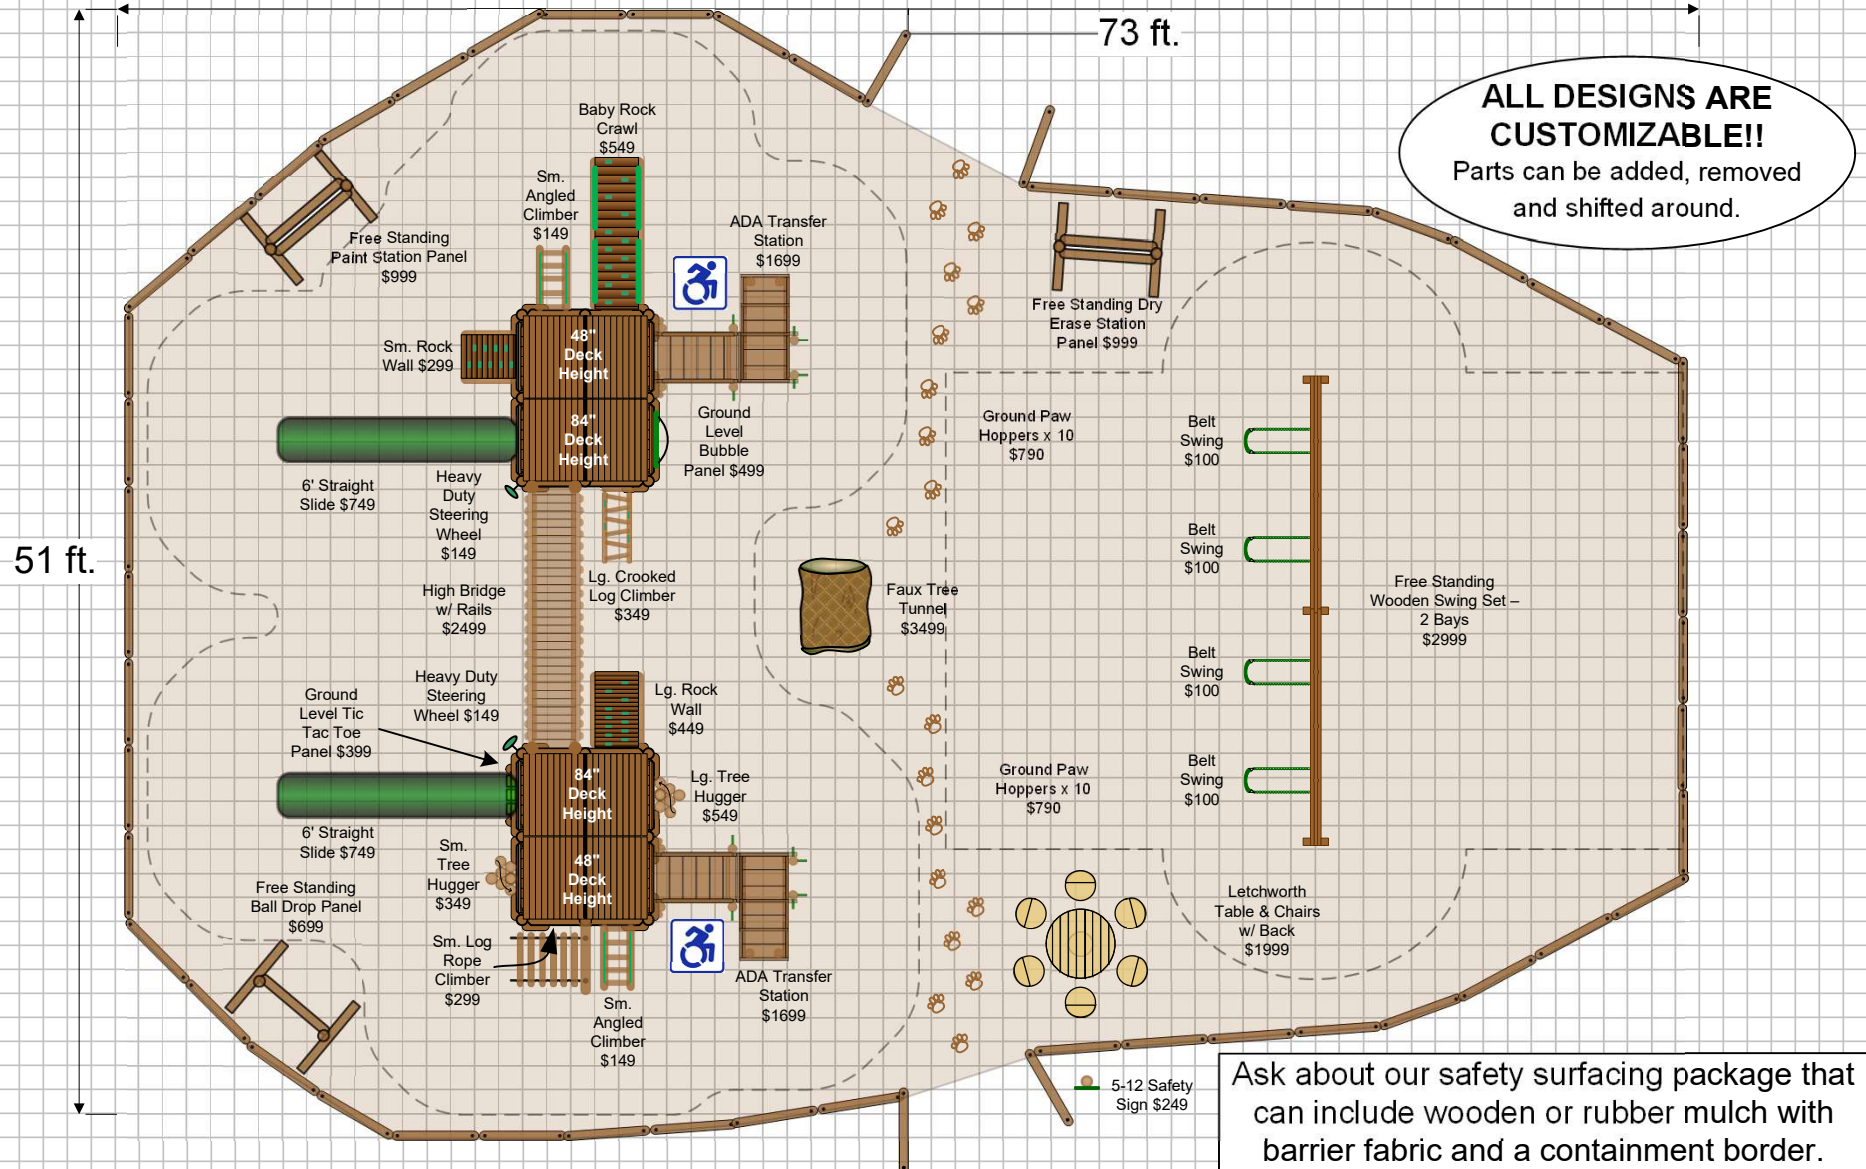 73 ft.
ALL DESIGNS ARE
CUSTOMIZABLE!!
Parts can be added, removed
and shifted around.
Baby Rock
Crawl
$549
Sm.
Angled
Climber
$149
ADA Transfer
Station
$1699
Free Standing
Paint Station Panel
$999
Free Standing Dry
Erase Station
Panel $999
Sm. Rock
Wall $299
48"
Deck
Height
84"
Deck
Height
Ground
Level
Bubble
Panel $499
Ground Paw
Hoppers x 10
$790
Belt
Swing
$100
6' Straight
Slide $749
Heavy
Duty
Steering
Wheel
$149
51 ft.
Belt
Swing
$100
High Bridge
w/ Rails
$2499
Lg. Crooked
Log Climber
$349
Faux Tree
Tunnel
$3499
Free Standing
Wooden Swing Set –
2 Bays
$2999
Belt
Swing
$100
Heavy Duty
Steering
Wheel $149
Ground
Level Tic
Tac Toe
Panel $399
Lg. Rock
Wall
$449
84"
Deck
Height
48"
Deck
Height
Lg. Tree
Hugger
$549
Ground Paw
Hoppers x 10
$790
Belt
Swing
$100
6' Straight
Slide $749
Sm.
Tree
Hugger
$349
Free Standing
Ball Drop Panel
$699
Letchworth
Table & Chairs
w/ Back
$1999
Sm. Log
Rope
Climber
$299
ADA Transfer
Station
$1699
Sm.
Angled
Climber
$149
5-12 Safety
Sign $249
Ask about our safety surfacing package that
can include wooden or rubber mulch with
barrier fabric and a containment border.